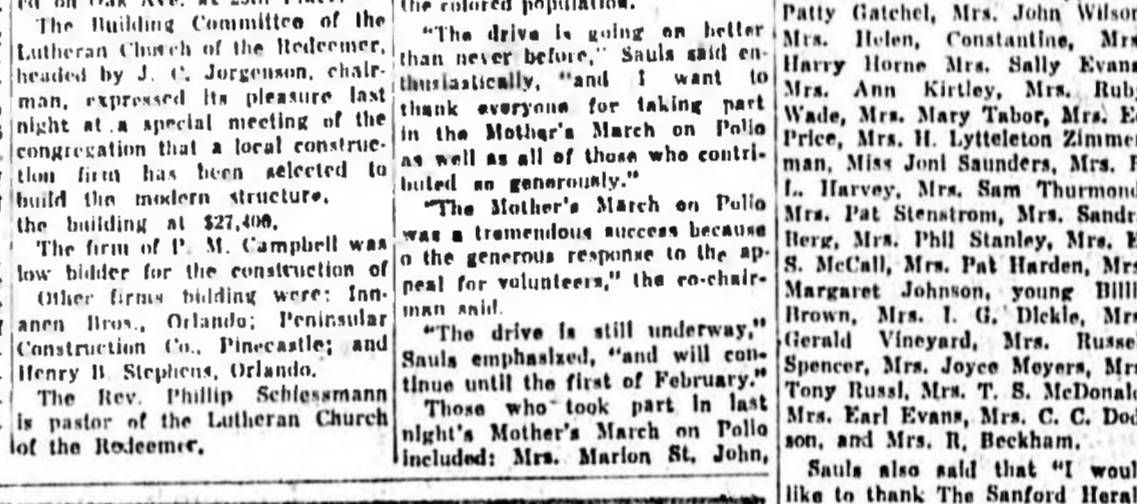 The Building Committee of the
Lutheran Church of the Redeemer,
headed by J. C. Jorgenson, chair-
man, expressed its pleasure last
night at a special meeting of the
congregation that a local construc-
tion firm has been selected to
build the modern structure.
the building at $27,400.
The firm of P. M. Campbell was
low bidder for the construction of
Other firms bidding were: Inn-
anen Bros., Orlando; Peninsular
Construction Co., Pinecastle; and
Henry B Stephens, Orlando.
The Rev. Phillip Schlessmann
is pastor of the Lutheran Church
of the Redeemer.
the colored population.
"The drive is going on better
than never before," Sauls said en-
thusiastically, "and I want to
thank everyone for taking part
in the Mother's March on Polio
as well as all of those who contri-
buted so generously."
"The Mother's March on Polio
was a tremendous success because
o the generous response to the ap-
peal for volunteers," the co-chair-
man said.
"The drive is still underway,"
Sauls emphasized, "and will con-
tinue until the first of February."
Those who took part in last
night's Mother's March on Polio
included: Mrs. Marion St. John,
Patty Gatchel, Mrs. John Wilson
Mrs. Helen, Constantine, Mrs
Harry Horne Mrs. Sally Evans
Mrs. Ann Kirtley, Mrs. Ruby
Wade, Mrs. Mary Tabor, Mrs. E
Price, Mrs. H. Lyttleton Zimmer
man, Miss Joni Saunders, Mrs.
L. Harvey, Mrs. Sam Thurmond
Mrs. Pat Stenstrom, Mrs. Sandr
Berg, Mrs. Phil Stanley, Mrs.
S. McCall, Mrs. Pat Harden, Mrs
Margaret Johnson, young Billi
Brown, Mrs. I. G. Dickie, Mrs
Gerald Vineyard, Mrs. Russel
Spencer, Mrs. Joyce Meyers, Mrs
Tony Russi, Mrs. T. S. McDonald
Mrs. Earl Evans, Mrs. C. C. Dod
son, and Mrs. R. Beckham.
Sauls also said that "I woul
like to thank The Sanford Heral